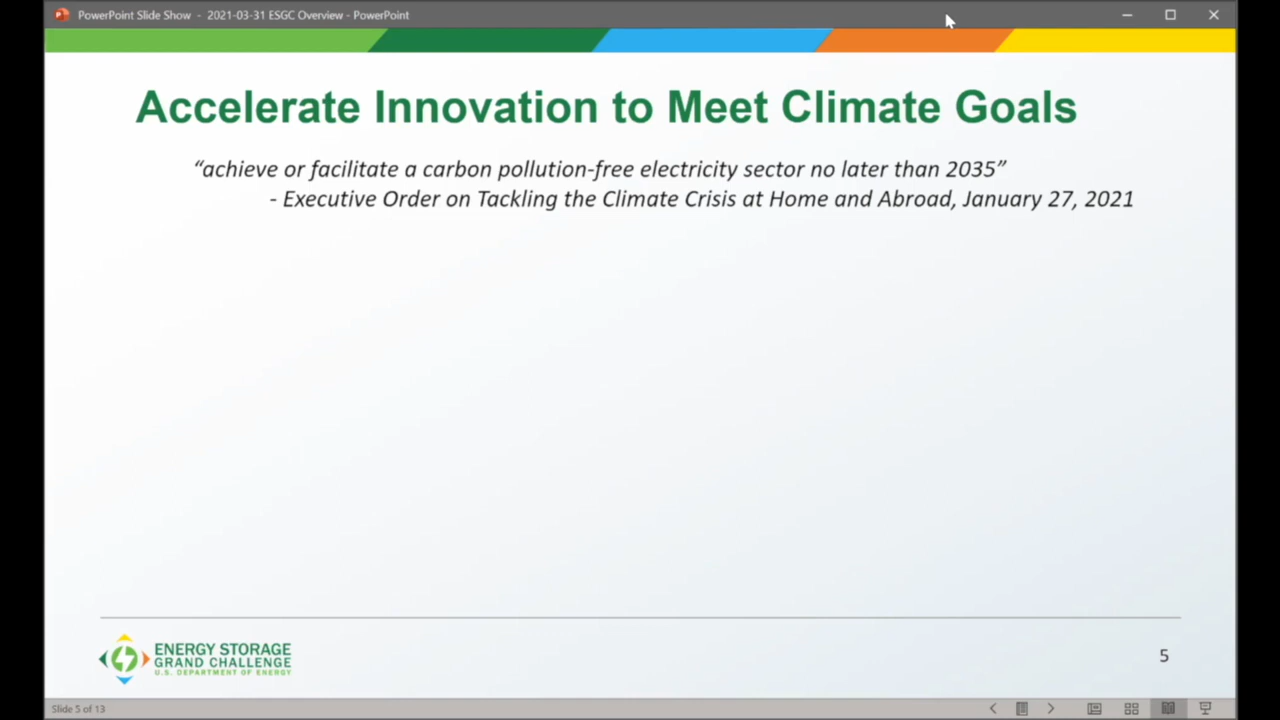 PowerPoint Slide Show - 2021-03-31 ESGC Overview - PowerPoint
Accelerate Innovation to Meet Climate Goals
“achieve or facilitate a carbon pollution-free electricity sector no later than 2035”
- Executive Order on Tackling the Climate Crisis at Home and Abroad, January 27, 2021
ENERGY STORAGE
GRAND CHALLENGE
U.S. DEPARTMENT OF ENERGY
5
Slide 5 of 13